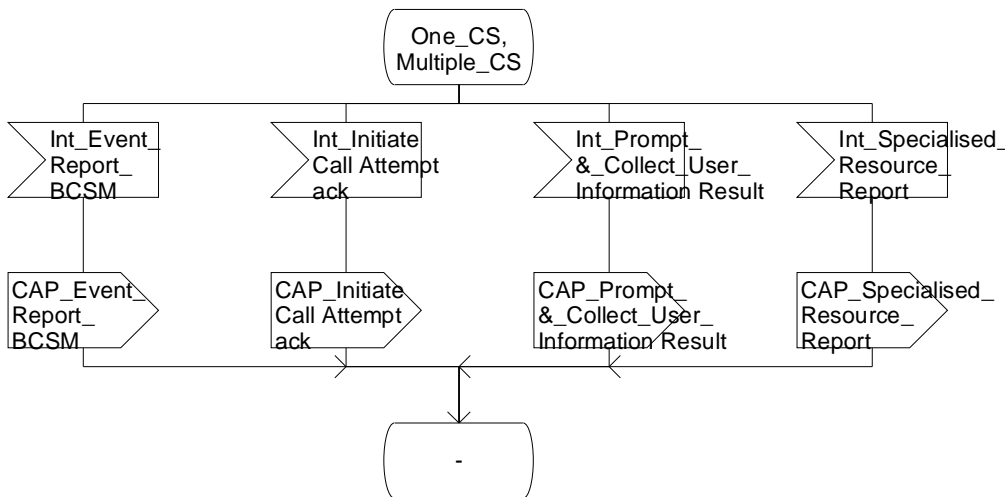 One_CS,
Multiple_CS
Int_Event_
Report_
BCSM
Int_Initiate
Call Attempt
ack
Int_Prompt_
&_Collect_User_
Information Result
Int_Specialised_
Resource_
Report
CAP_Event_
Report_
BCSM
CAP_Initiate
Call Attempt
ack
CAP_Prompt_
&_Collect_User_
Information Result
CAP_Specialised_
Resource_
Report
-